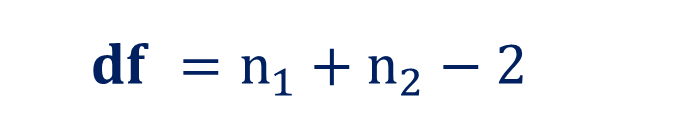 df = n₁ + n₂ − 2